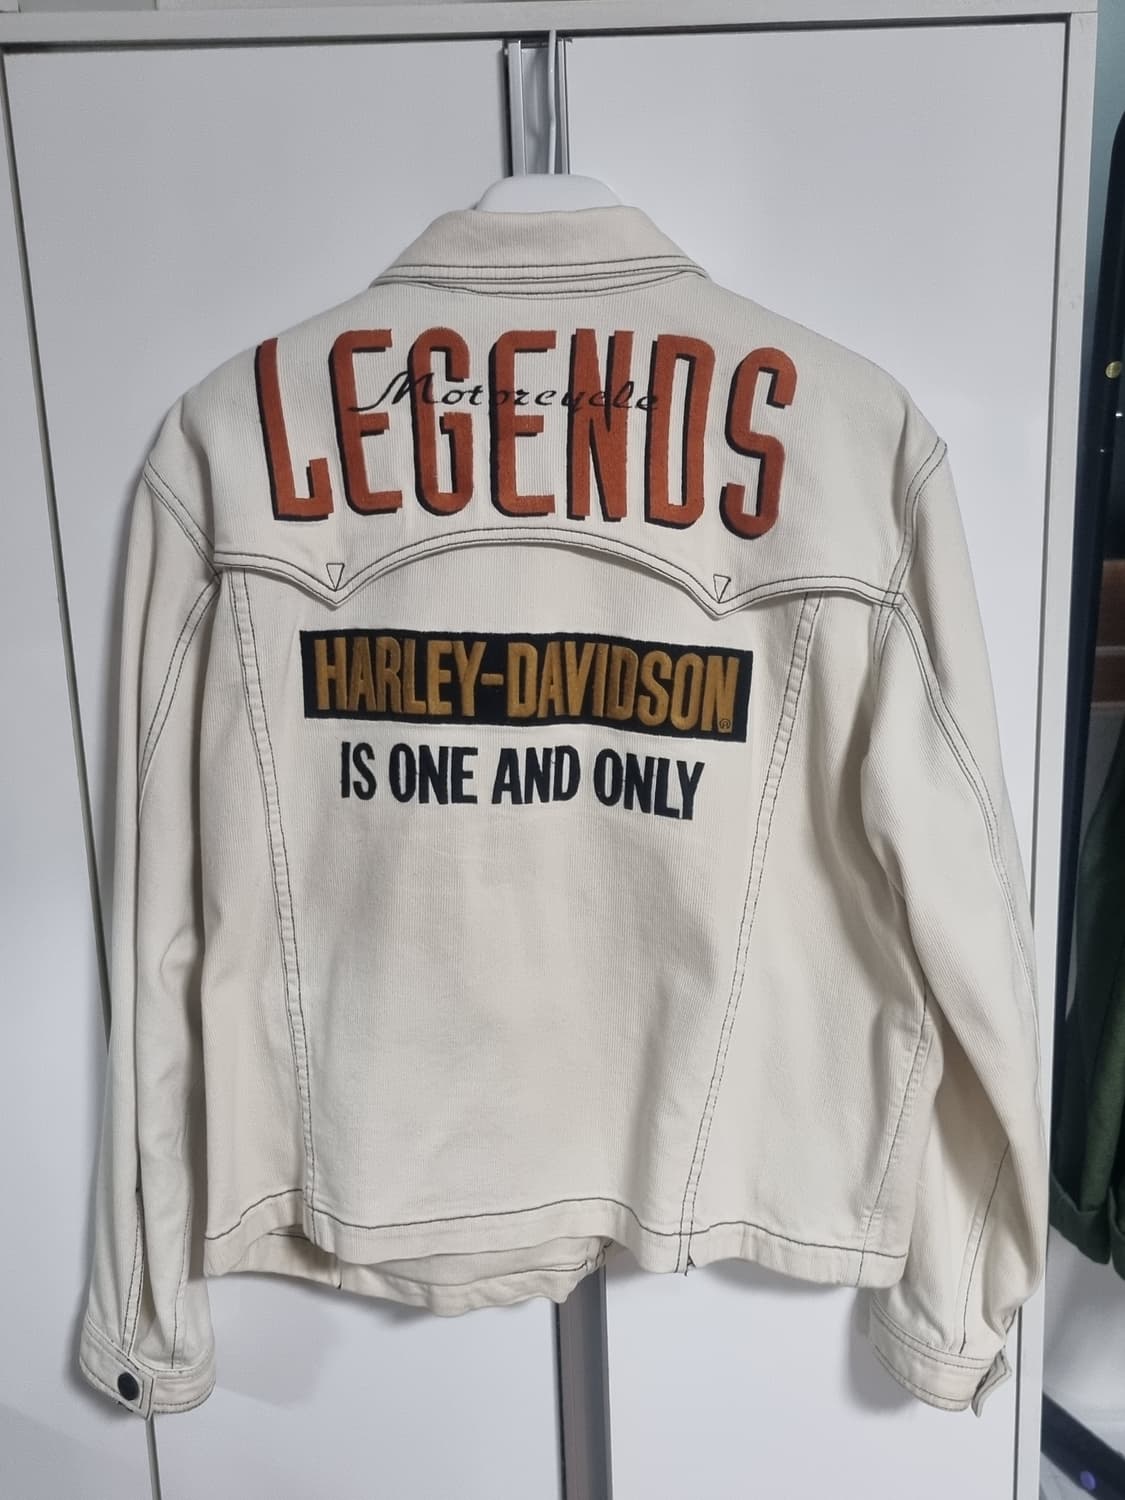 LEGENDS
Motorcycle
HARLEY-DAVIDSON®
IS ONE AND ONLY